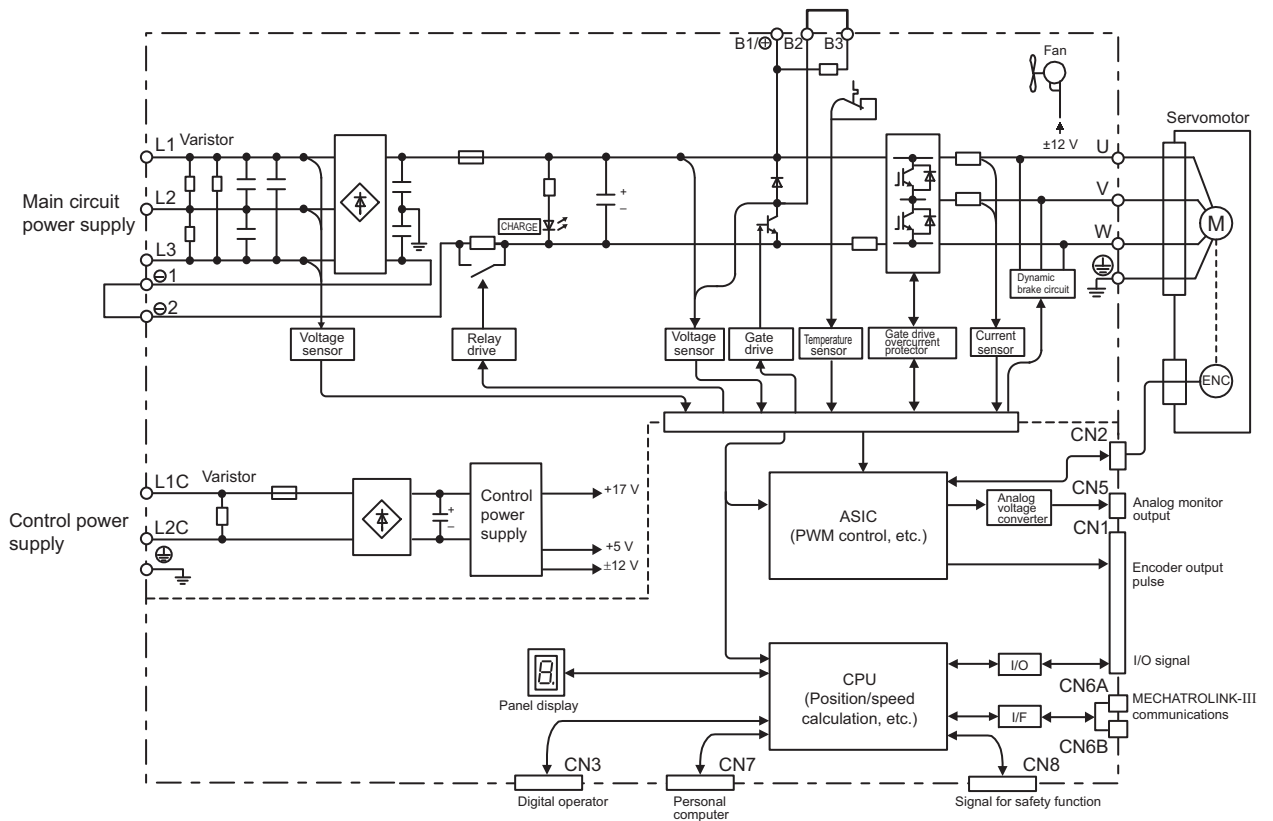 B1/⊕ B2 B3
Fan
±12 V
Servomotor
L1 Varistor
U
Main circuit
power supply
L2
V
CHARGE
+
–
M
W
L3
⊖1
⊖2
Dynamic
brake circuit
Voltage
sensor
Relay
drive
Voltage
sensor
Gate
drive
Temperature
sensor
Gate drive
overcurrent
protector
Current
sensor
ENC
CN2
Control power
supply
L1C
Varistor
L2C
+
–
Control
power
supply
+17 V
+5 V
±12 V
ASIC
(PWM control, etc.)
Analog
voltage
converter
CN5
Analog monitor
output
CN1
Encoder output
pulse
I/O signal
8.
Panel display
CPU
(Position/speed
calculation, etc.)
I/O
I/F
CN6A
MECHATROLINK-III
communications
CN6B
CN3
Digital operator
CN7
Personal
computer
CN8
Signal for safety function